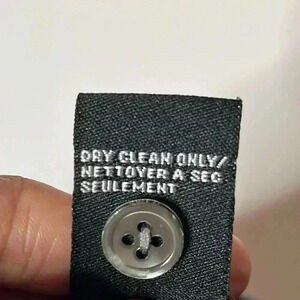 DRY CLEAN ONLY/
NETTOYER A SEC
SEULEMENT